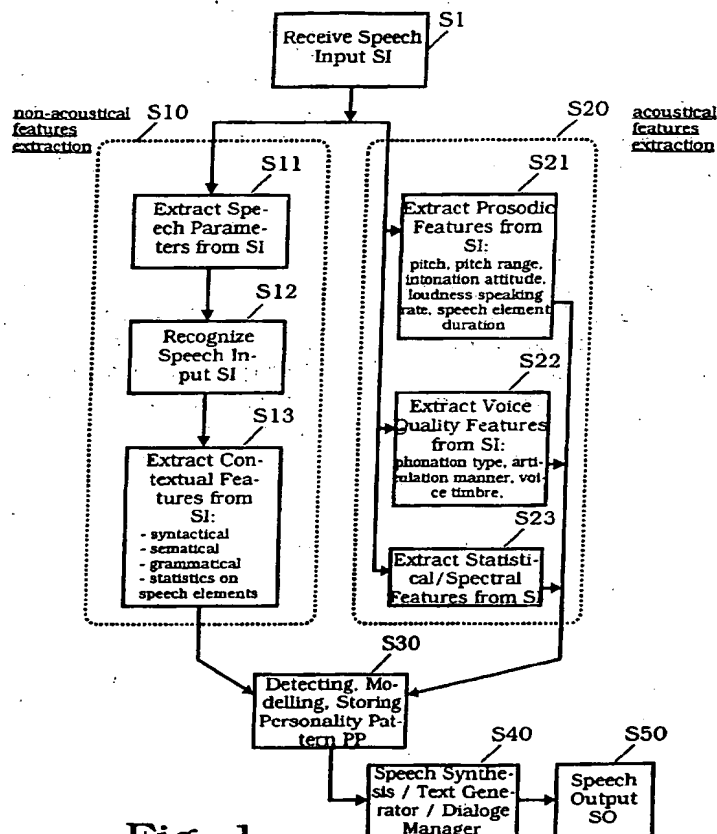 S1
Receive Speech
Input SI
non-acoustical
features
extraction
S10
S20
acoustical
features
extraction
S11
Extract Spe-
ech Parame-
ters from SI
S12
Recognize
Speech In-
put SI
S13
Extract Con-
textual Fea-
tures from
SI:
- syntactical
- sematical
- grammatical
- statistics on
speech elements
S21
Extract Prosodic
Features from
SI:
pitch, pitch range,
intonation attitude,
loudness speaking
rate, speech element
duration
S22
Extract Voice
Quality Features
from SI:
phonation type, arti-
culation manner, voi-
ce timbre,
S23
Extract Statisti-
cal/Spectral
Features from SI
S30
Detecting, Mo-
delling, Storing
Personality Pat-
tern PP
S40
Speech Synthe-
sis / Text Gene-
rator / Dialoge
Manager
S50
Speech
Output
SO
Fig. 1